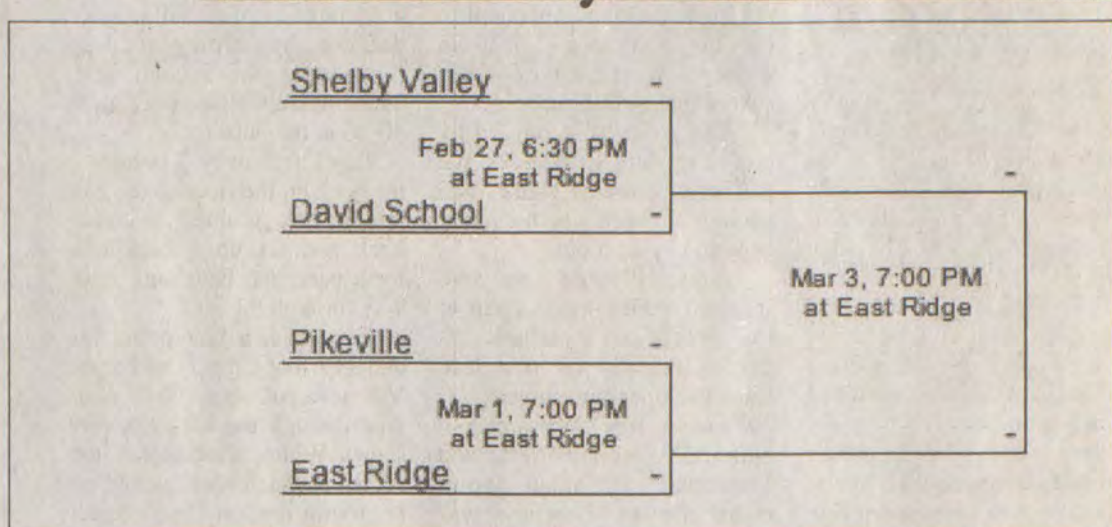 Shelby Valley -
Feb 27, 6:30 PM
at East Ridge
David School -
-
Mar 3, 7:00 PM
at East Ridge
Pikeville -
Mar 1, 7:00 PM
at East Ridge
-
East Ridge -